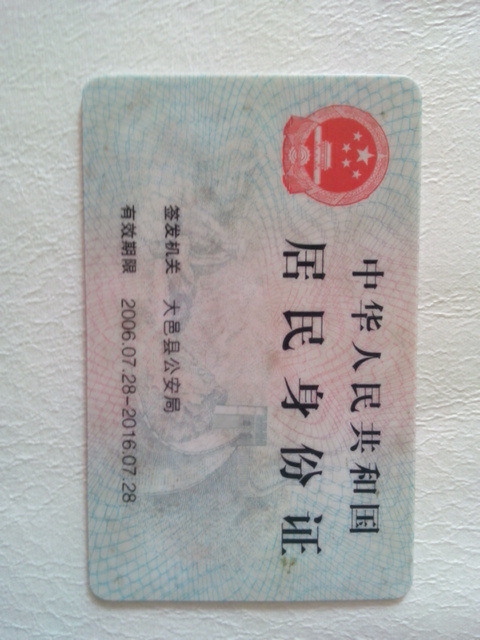 中华人民共和国
居民身份证
签发机关 大邑县公安局
有效期限 2006.07.28-2016.07.28